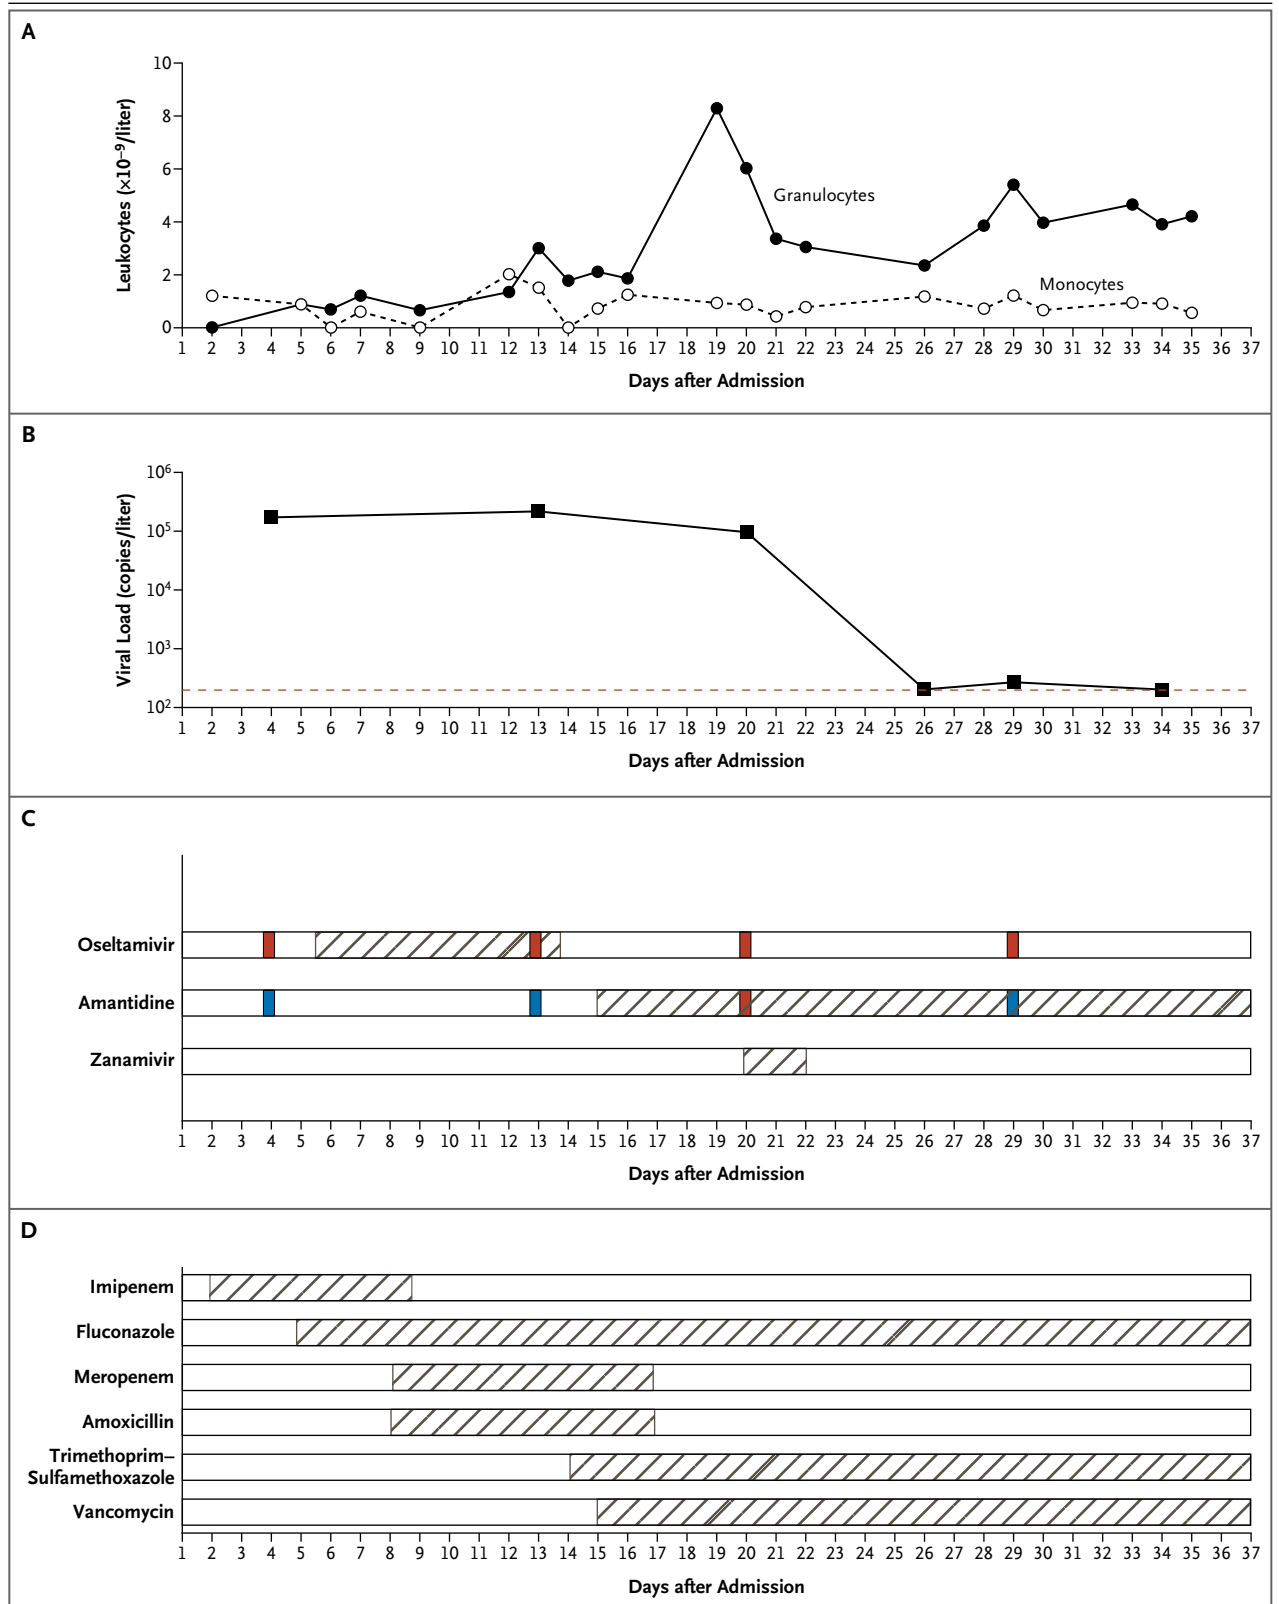 A
Leukocytes (×10⁻⁹/liter)
10
8
6
4
2
0
Granulocytes
Monocytes
1 2 3 4 5 6 7 8 9 10 11 12 13 14 15 16 17 18 19 20 21 22 23 24 25 26 27 28 29 30 31 32 33 34 35 36 37
Days after Admission
B
Viral Load (copies/liter)
10⁶
10⁵
10⁴
10³
10²
1 2 3 4 5 6 7 8 9 10 11 12 13 14 15 16 17 18 19 20 21 22 23 24 25 26 27 28 29 30 31 32 33 34 35 36 37
Days after Admission
C
Oseltamivir
Amantidine
Zanamivir
1 2 3 4 5 6 7 8 9 10 11 12 13 14 15 16 17 18 19 20 21 22 23 24 25 26 27 28 29 30 31 32 33 34 35 36 37
Days after Admission
D
Imipenem
Fluconazole
Meropenem
Amoxicillin
Trimethoprim–
Sulfamethoxazole
Vancomycin
1 2 3 4 5 6 7 8 9 10 11 12 13 14 15 16 17 18 19 20 21 22 23 24 25 26 27 28 29 30 31 32 33 34 35 36 37
Days after Admission